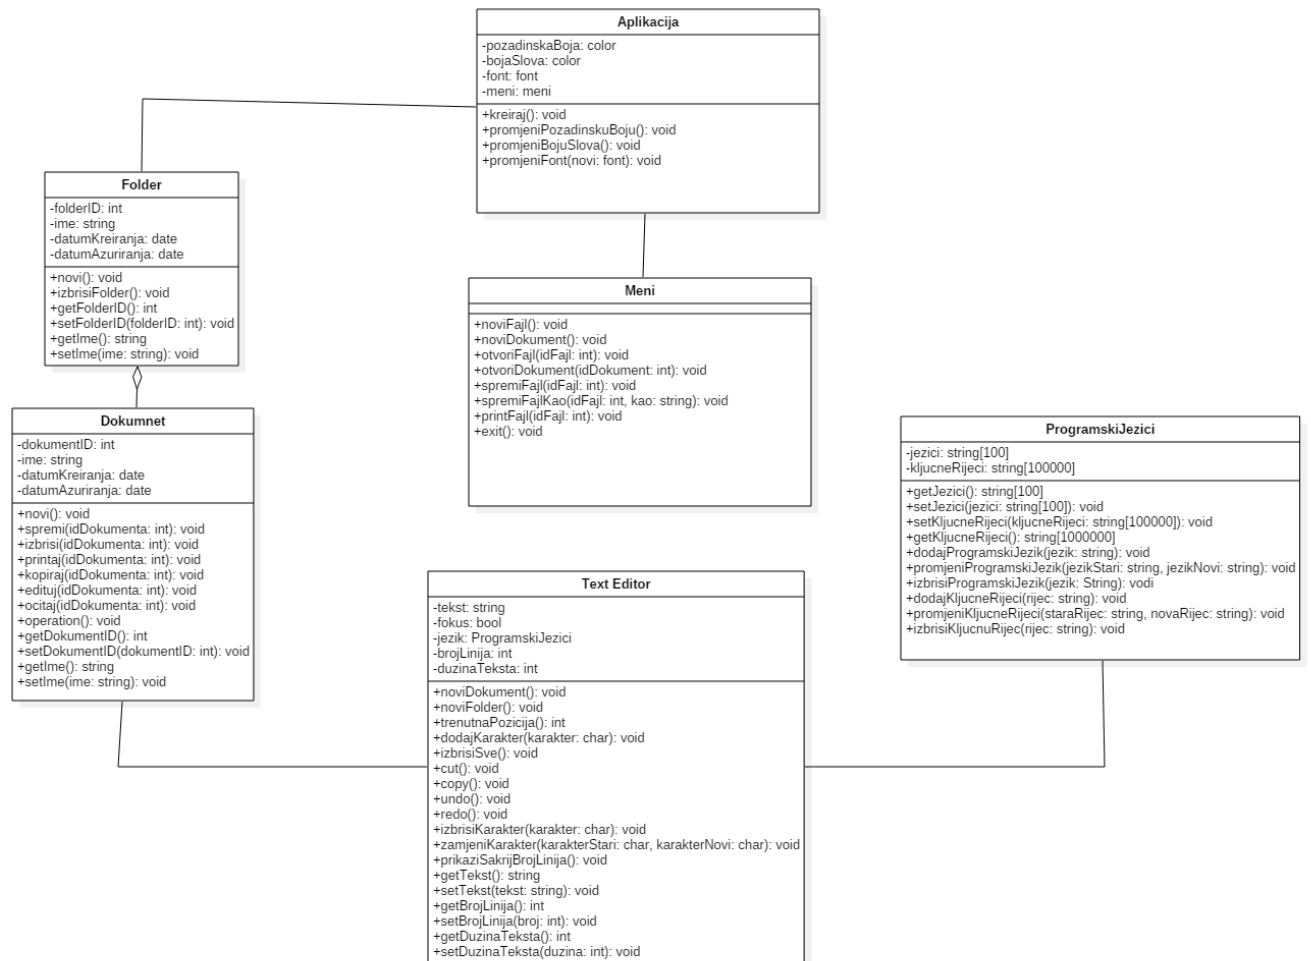 Aplikacija
-pozadinskaBoja: color
-bojaSlova: color
-font: font
-meni: meni
+kreiraj(): void
+promjeniPozadinskuBoju(): void
+promjeniBojuSlova(): void
+promjeniFont(novi: font): void
Folder
-folderID: int
-ime: string
-datumKreiranja: date
-datumAzuriranja: date
+novi(): void
+izbrisiFolder(): void
+getFolderID(): int
+setFolderID(folderID: int): void
+getIme(): string
+setIme(ime: string): void
Meni
+noviFajl(): void
+noviDokument(): void
+otvoriFajl(idFajl: int): void
+otvoriDokument(idDokument: int): void
+spremiFajl(idFajl: int): void
+spremiFajlKao(idFajl: int, kao: string): void
+printFajl(idFajl: int): void
+exit(): void
Dokumnet
-dokumentID: int
-ime: string
-datumKreiranja: date
-datumAzuriranja: date
+novi(): void
+spremi(idDokumenta: int): void
+izbrisi(idDokumenta: int): void
+printaj(idDokumenta: int): void
+kopiraj(idDokumenta: int): void
+edituj(idDokumenta: int): void
+ocitaj(idDokumenta: int): void
+operation(): void
+getDokumentID(): int
+setDokumentID(dokumentID: int): void
+getIme(): string
+setIme(ime: string): void
ProgramskiJezici
-jezici: string[100]
-kljucneRijeci: string[100000]
+getJezici(): string[100]
+setJezici(jezici: string[100]): void
+setKljucneRijeci(kljucneRijeci: string[100000]): void
+getKljucneRijeci(): string[1000000]
+dodajProgramskiJezik(jezik: string): void
+promjeniProgramskiJezik(jezikStari: string, jezikNovi: string): void
+izbrisiProgramskiJezik(jezik: String): vodi
+dodajKljucneRijeci(rijec: string): void
+promjeniKljucneRijeci(staraRijec: string, novaRijec: string): void
+izbrisiKljucnuRijec(rijec: string): void
Text Editor
-tekst: string
-fokus: bool
-jezik: ProgramskiJezici
-brojLinija: int
-duzinaTeksta: int
+noviDokument(): void
+noviFolder(): void
+trenutnaPozicija(): int
+dodajKarakter(karakter: char): void
+izbrisiSve(): void
+cut(): void
+copy(): void
+undo(): void
+redo(): void
+izbrisiKarakter(karakter: char): void
+zamjeniKarakter(karakterStari: char, karakterNovi: char): void
+prikaziSakrijBrojLinija(): void
+getTekst(): string
+setTekst(tekst: string): void
+getBrojLinija(): int
+setBrojLinija(broj: int): void
+getDuzinaTeksta(): int
+setDuzinaTeksta(duzina: int): void